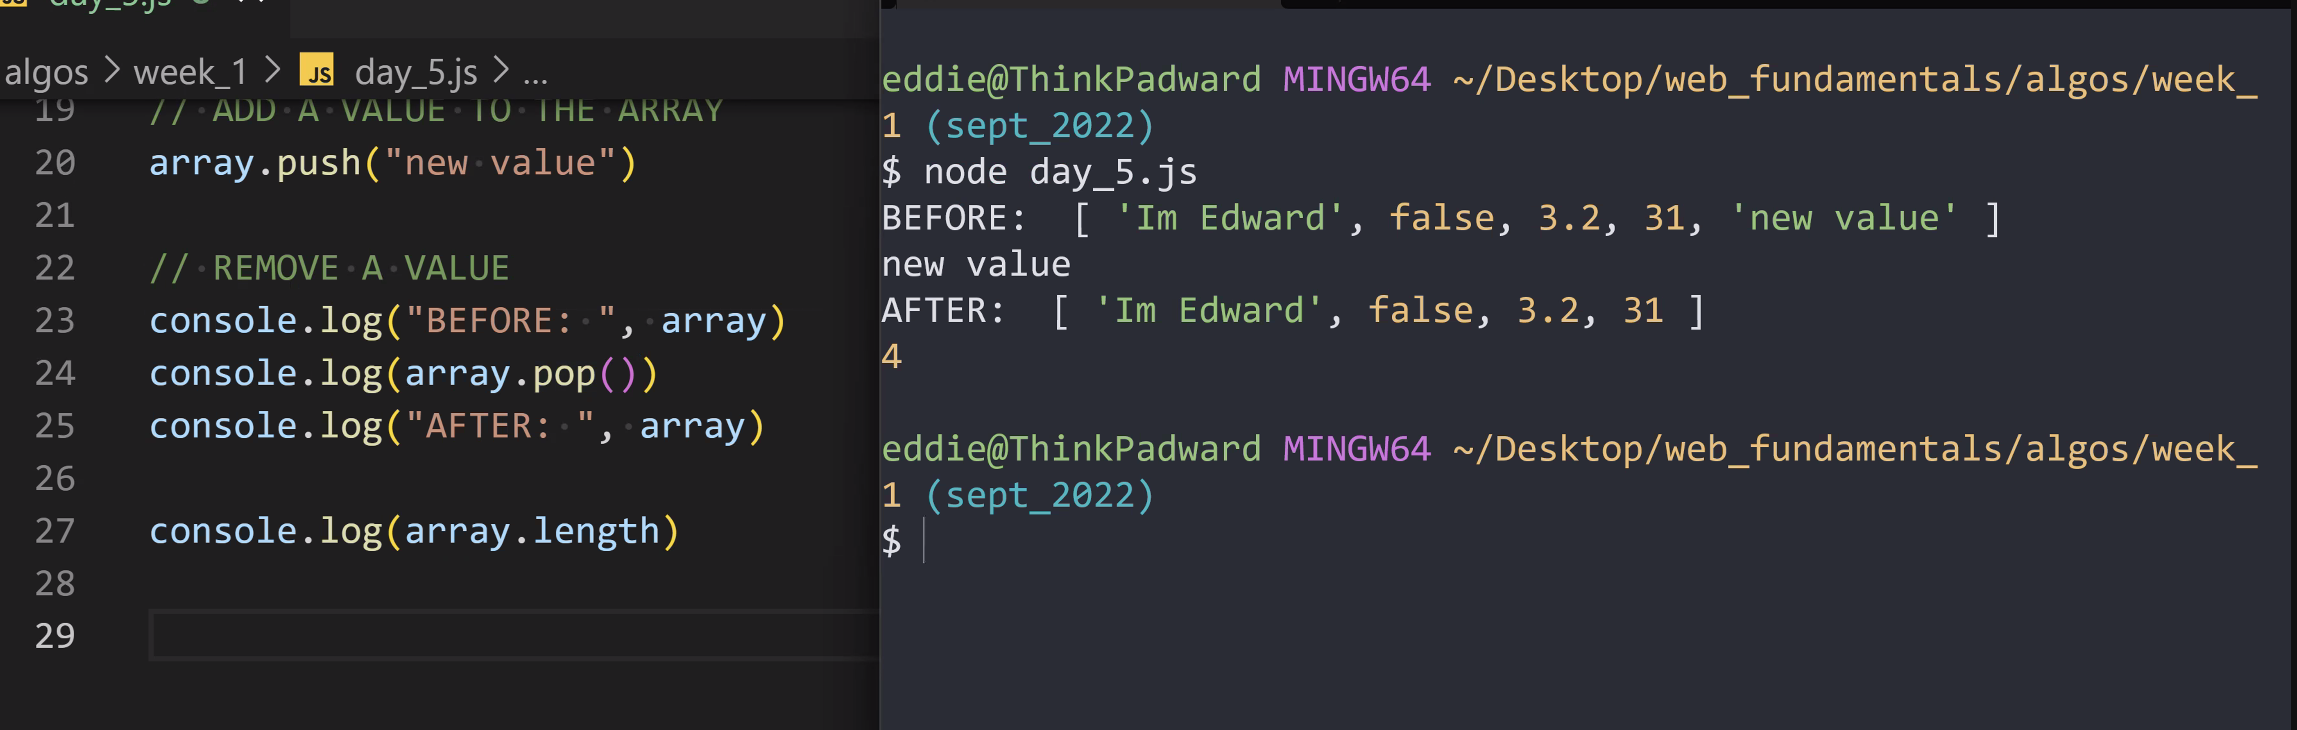 day_5.js
algos > week_1 > JS day_5.js > ...
19 // ADD A VALUE TO THE ARRAY
20 array.push("new value")
21
22 // REMOVE A VALUE
23 console.log("BEFORE: ", array)
24 console.log(array.pop())
25 console.log("AFTER: ", array)
26
27 console.log(array.length)
28
29
eddie@ThinkPadward MINGW64 ~/Desktop/web_fundamentals/algos/week_
1 (sept_2022)
$ node day_5.js
BEFORE:  [ 'Im Edward', false, 3.2, 31, 'new value' ]
new value
AFTER:  [ 'Im Edward', false, 3.2, 31 ]
4
eddie@ThinkPadward MINGW64 ~/Desktop/web_fundamentals/algos/week_
1 (sept_2022)
$